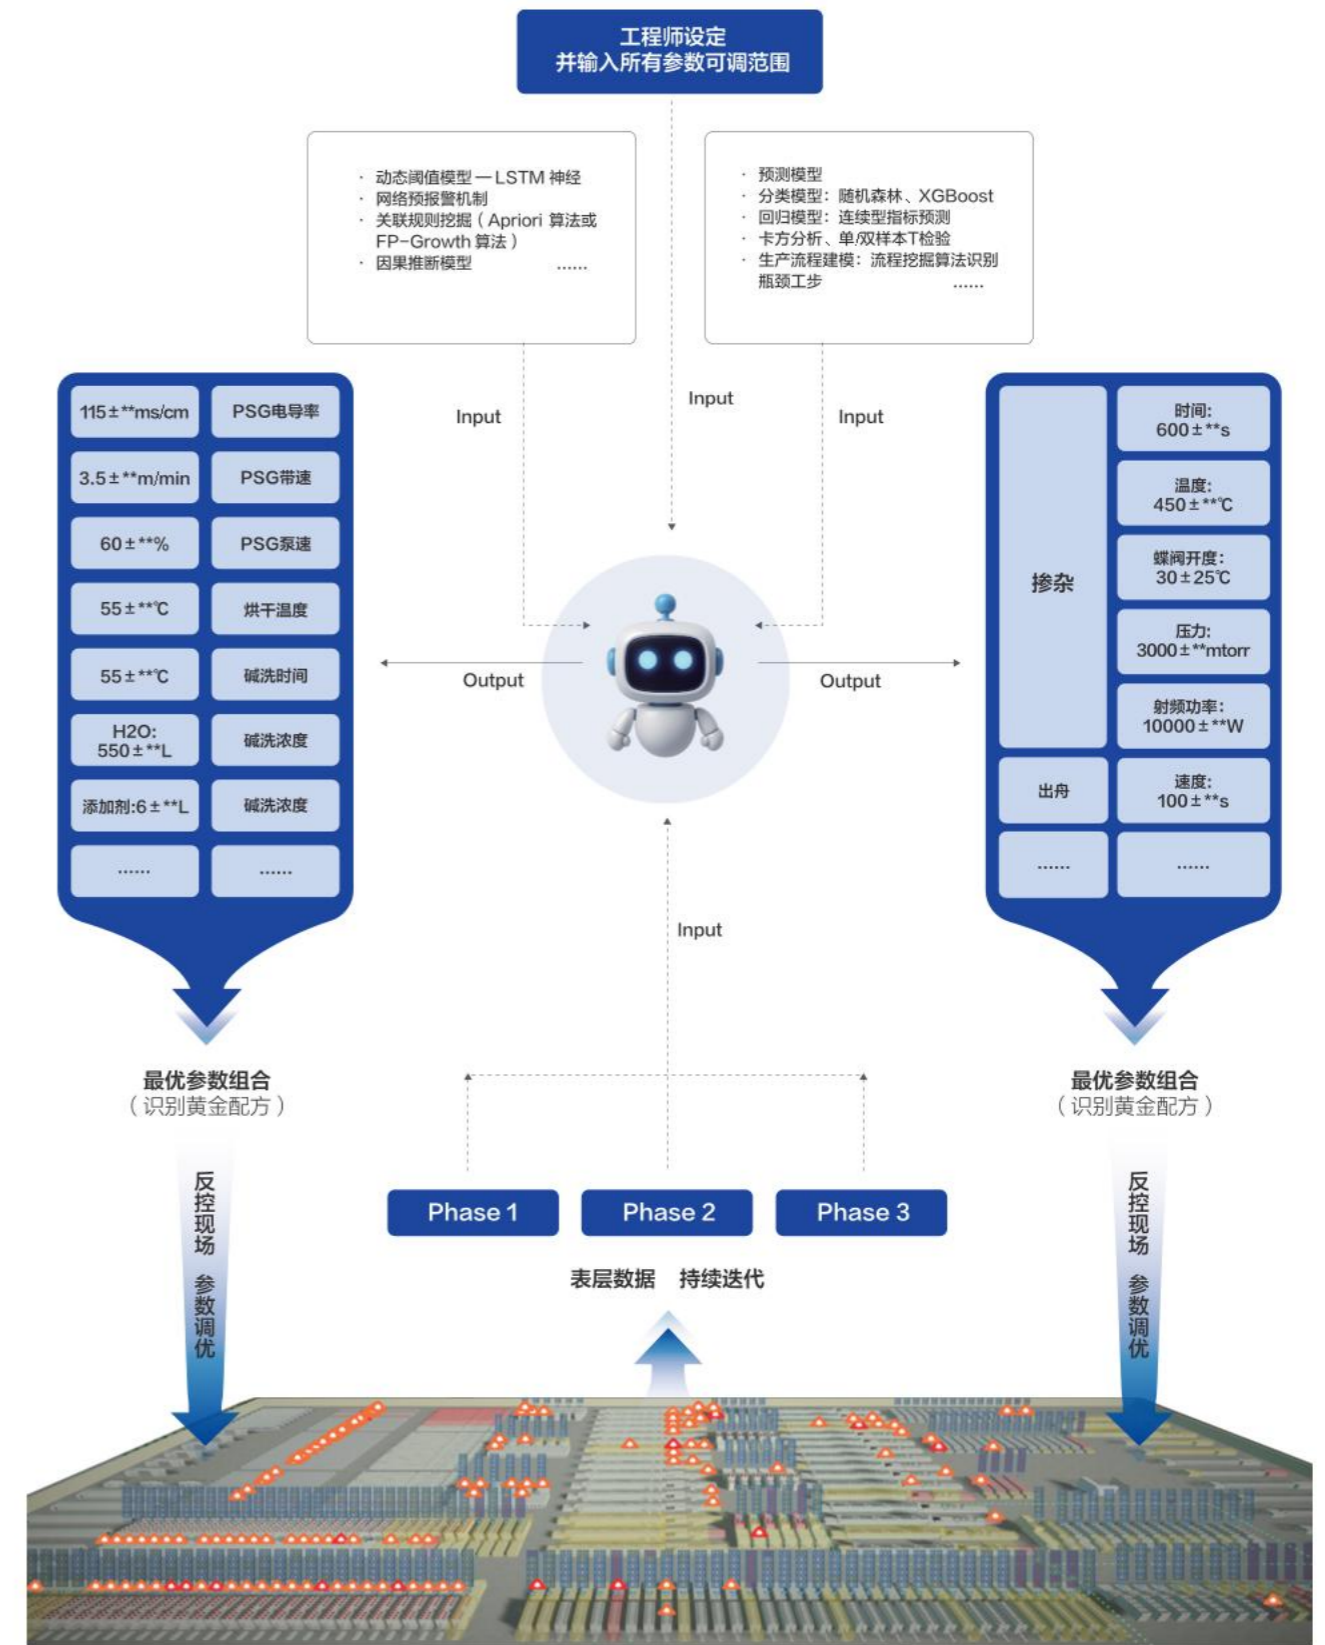 工程师设定
并输入所有参数可调范围
· 动态阈值模型 — LSTM 神经
· 网络预报警机制
· 关联规则挖掘（Apriori 算法或
FP-Growth 算法）
· 因果推断模型 ……
· 预测模型
· 分类模型：随机森林、XGBoost
· 回归模型：连续型指标预测
· 卡方分析、单/双样本T检验
· 生产流程建模：流程挖掘算法识别
瓶颈工步 ……
Input
Input
Input
115±**ms/cm PSG电导率
3.5±**m/min PSG带速
60±**% PSG泵速
55±**℃ 烘干温度
55±**℃ 碱洗时间
H2O:
550±**L 碱洗浓度
添加剂:6±**L 碱洗浓度
…… ……
Output
Output
掺杂
时间:
600±**s
温度:
450±**℃
蝶阀开度:
30±25℃
压力:
3000±**mtorr
射频功率:
10000±**W
出舟
速度:
100±**s
…… ……
Input
最优参数组合
（识别黄金配方）
最优参数组合
（识别黄金配方）
反控现场 参数调优
反控现场 参数调优
Phase 1
Phase 2
Phase 3
表层数据 持续迭代